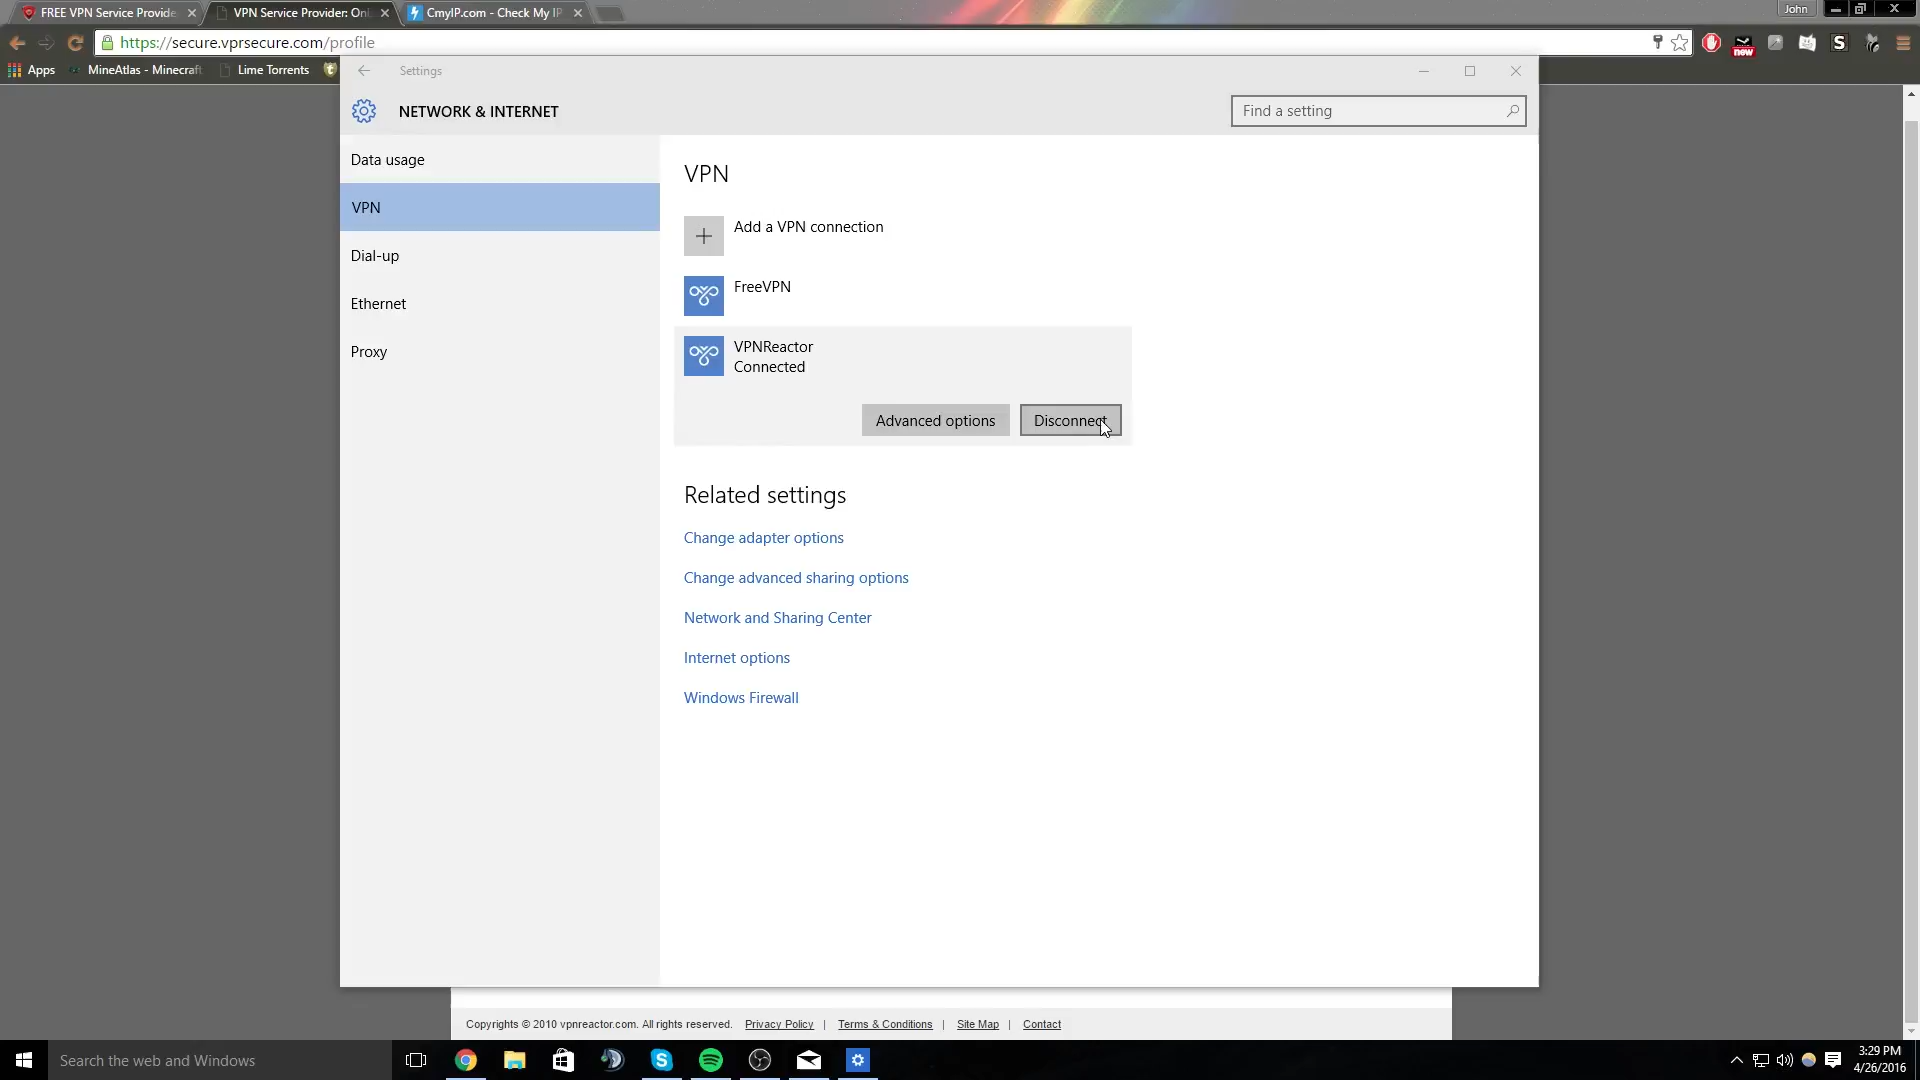 FREE VPN Service Provide
VPN Service Provider: Onl
CmyIP.com - Check My IP
John
https://secure.vprsecure.com/profile
new
S
Apps
MineAtlas - Minecraft
Lime Torrents
t
Settings
NETWORK & INTERNET
Find a setting
Data usage
VPN
Dial-up
Ethernet
Proxy
VPN
Add a VPN connection
FreeVPN
VPNReactor
Connected
Advanced options
Disconnect
Related settings
Change adapter options
Change advanced sharing options
Network and Sharing Center
Internet options
Windows Firewall
Copyrights © 2010 vpnreactor.com. All rights reserved. Privacy Policy | Terms & Conditions | Site Map | Contact
Search the web and Windows
3:29 PM
4/26/2016